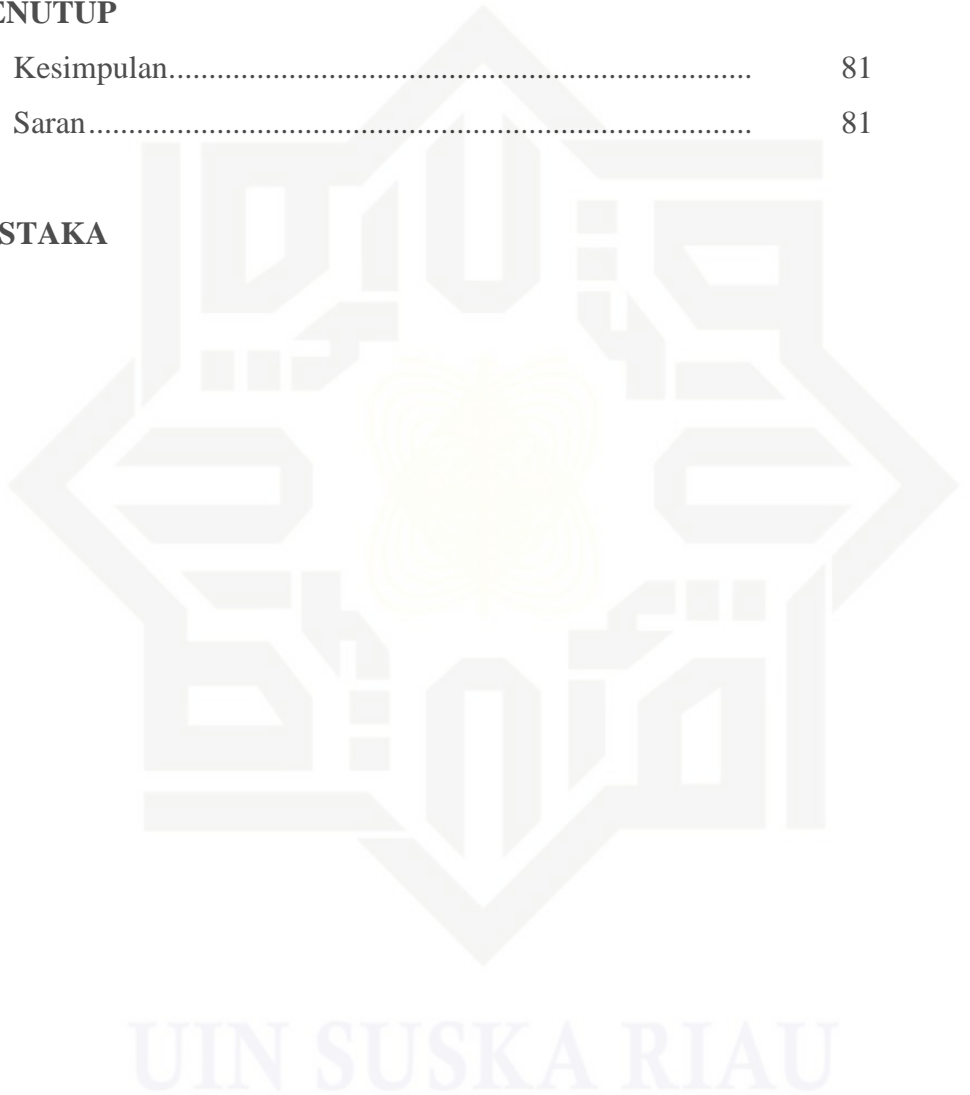 ENUTUP
Kesimpulan......................................................................... 81
Saran................................................................................... 81
STAKA
UIN SUSKA RIAU